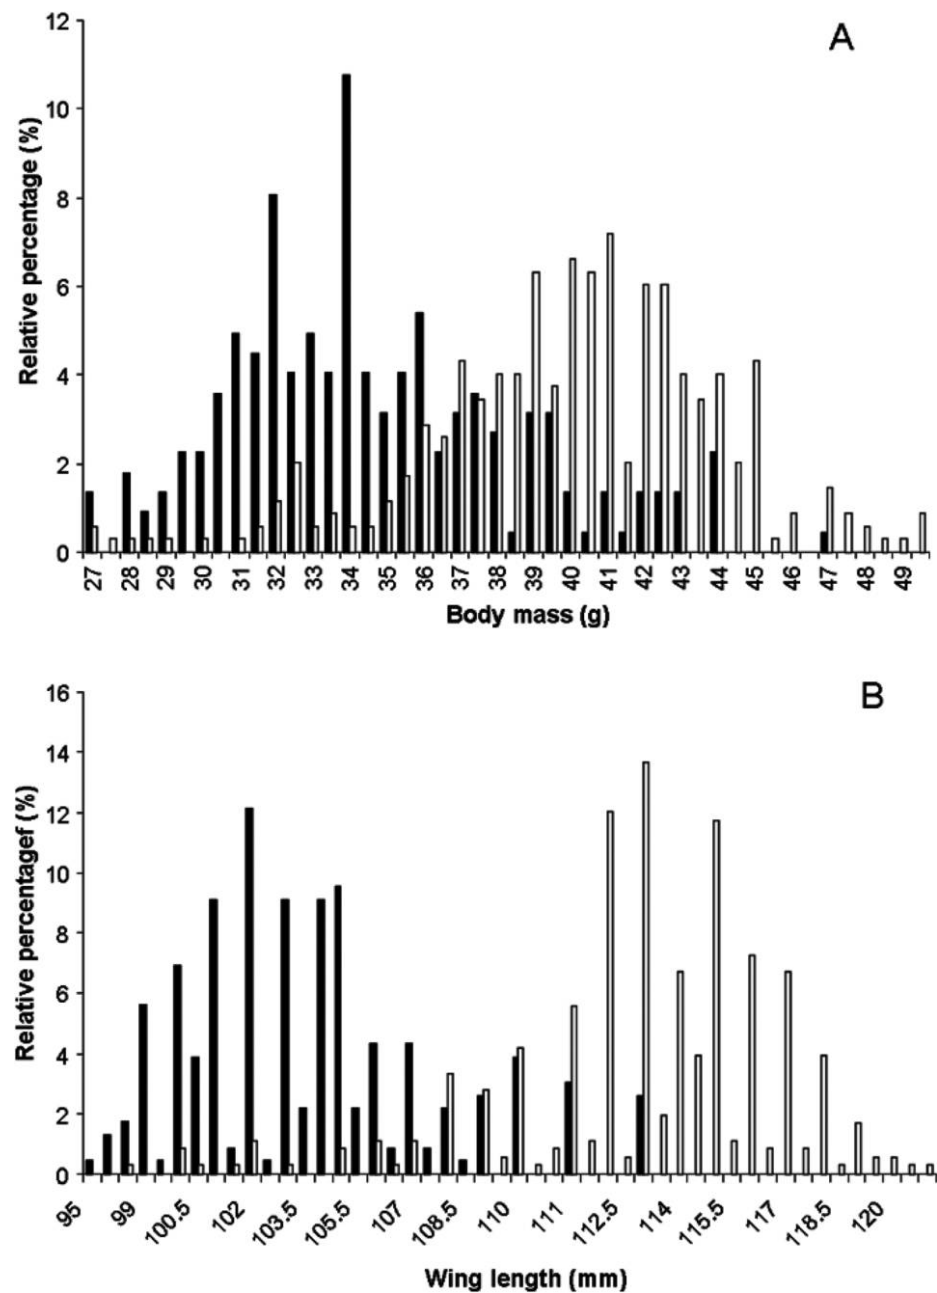 A
12
10
8
6
4
2
0
Relative percentage (%)
27 28 29 30 31 32 33 34 35 36 37 38 39 40 41 42 43 44 45 46 47 48 49
Body mass (g)
B
16
14
12
10
8
6
4
2
0
Relative percentagef (%)
95 99 100.5 102 103.5 105.5 107 108.5 110 111 112.5 114 115.5 117 118.5 120
Wing length (mm)